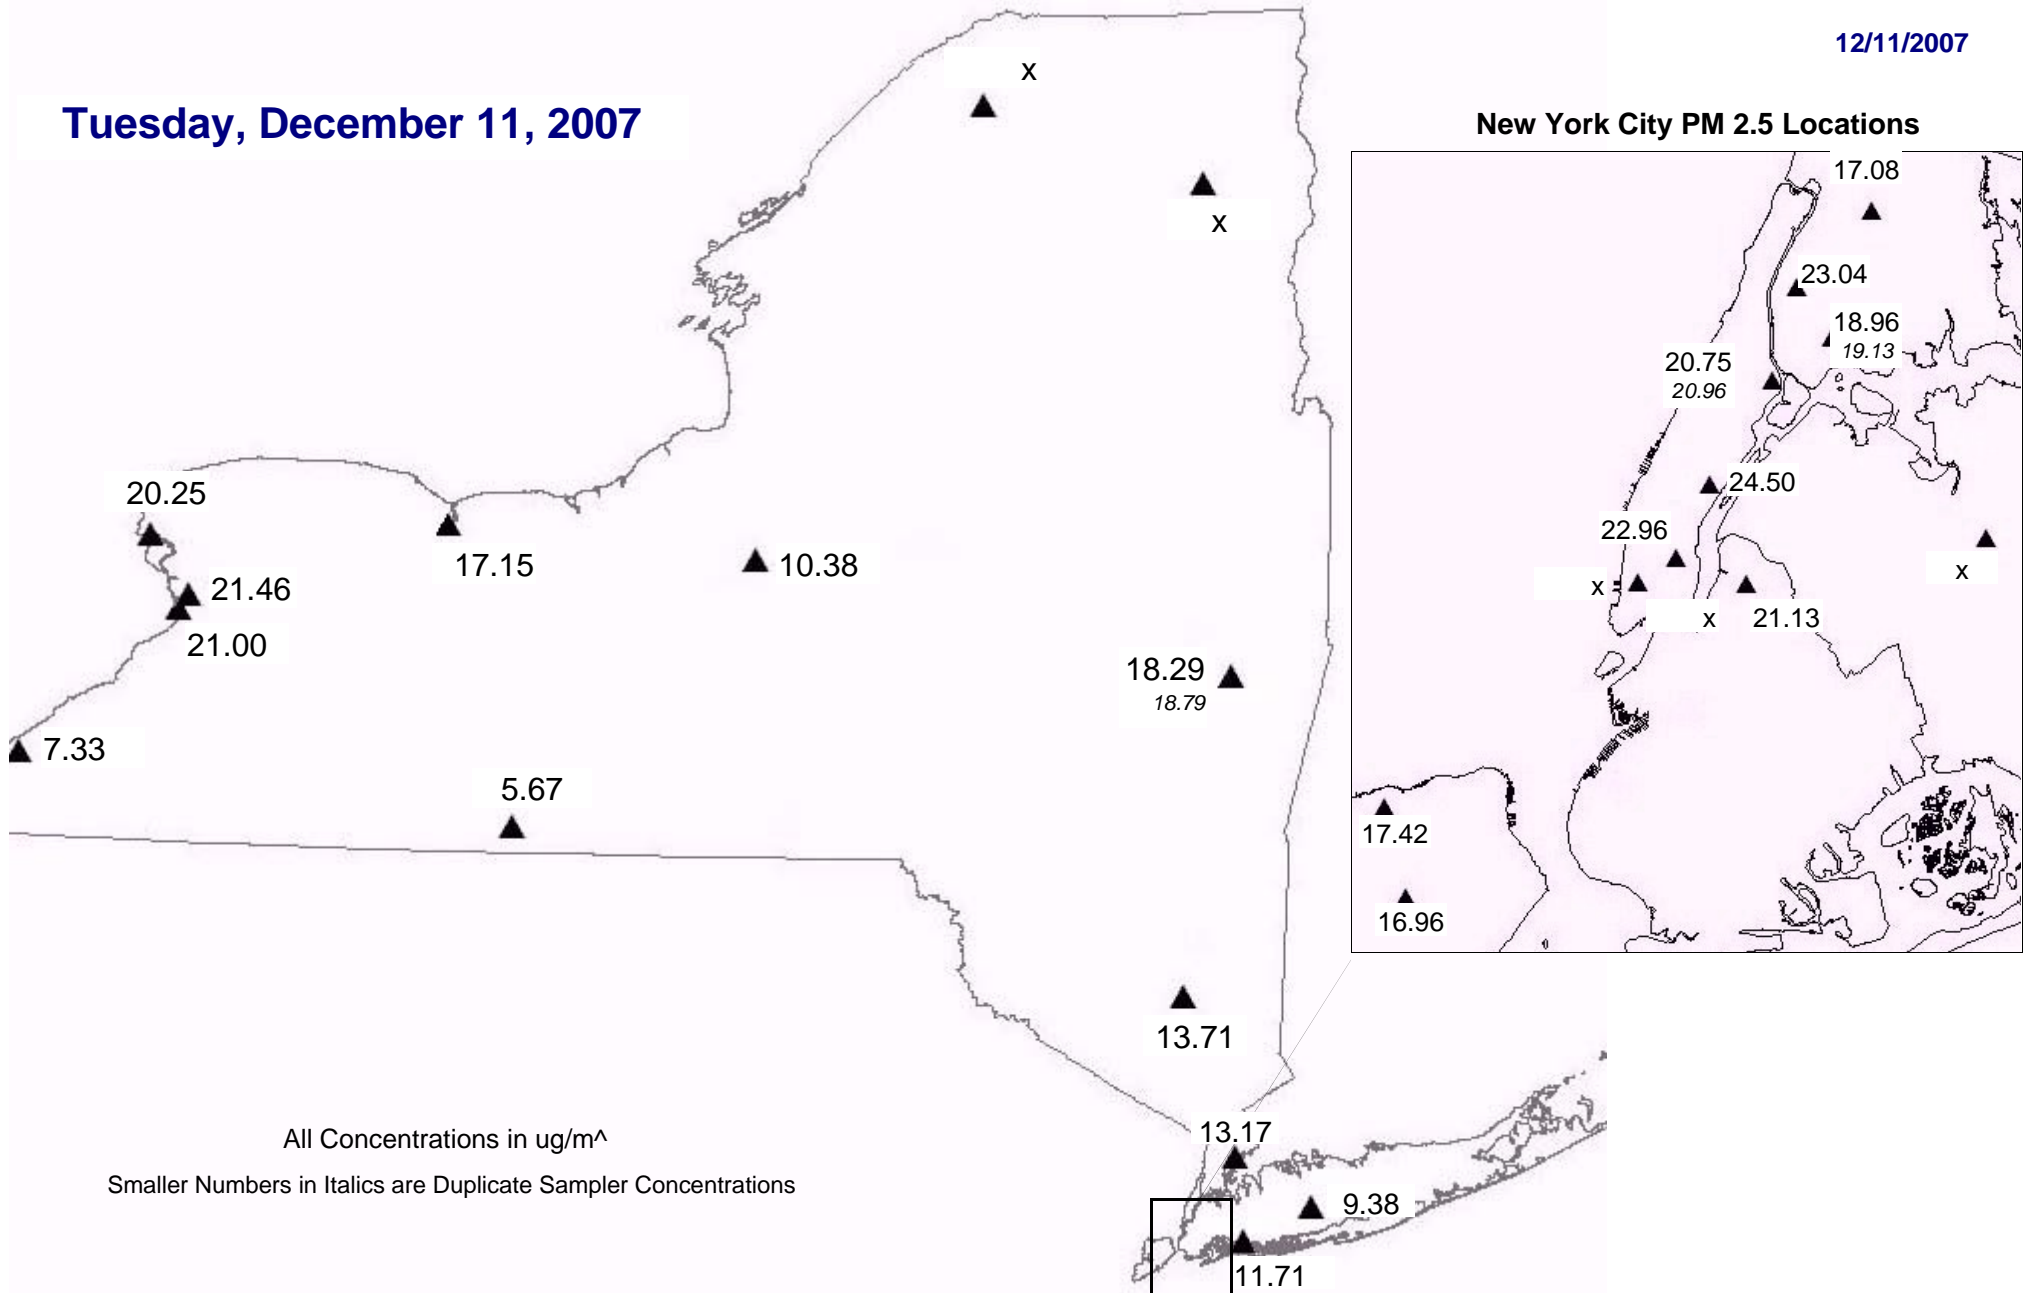 12/11/2007
Tuesday, December 11, 2007
x
x
20.25
21.46
21.00
17.15
10.38
18.29
18.79
7.33
5.67
13.71
13.17
9.38
11.71
All Concentrations in ug/m^
Smaller Numbers in Italics are Duplicate Sampler Concentrations
New York City PM 2.5 Locations
17.08
23.04
18.96
19.13
20.75
20.96
24.50
22.96
x
x
21.13
x
17.42
16.96